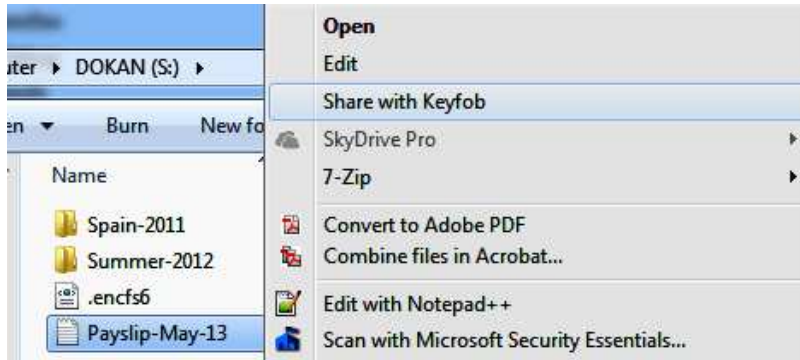 uter ▸ DOKAN (S:) ▸
en ▾ Burn New fo
Name
Spain-2011
Summer-2012
.encfs6
Payslip-May-13
Open
Edit
Share with Keyfob
SkyDrive Pro
7-Zip
Convert to Adobe PDF
Combine files in Acrobat...
Edit with Notepad++
Scan with Microsoft Security Essentials...